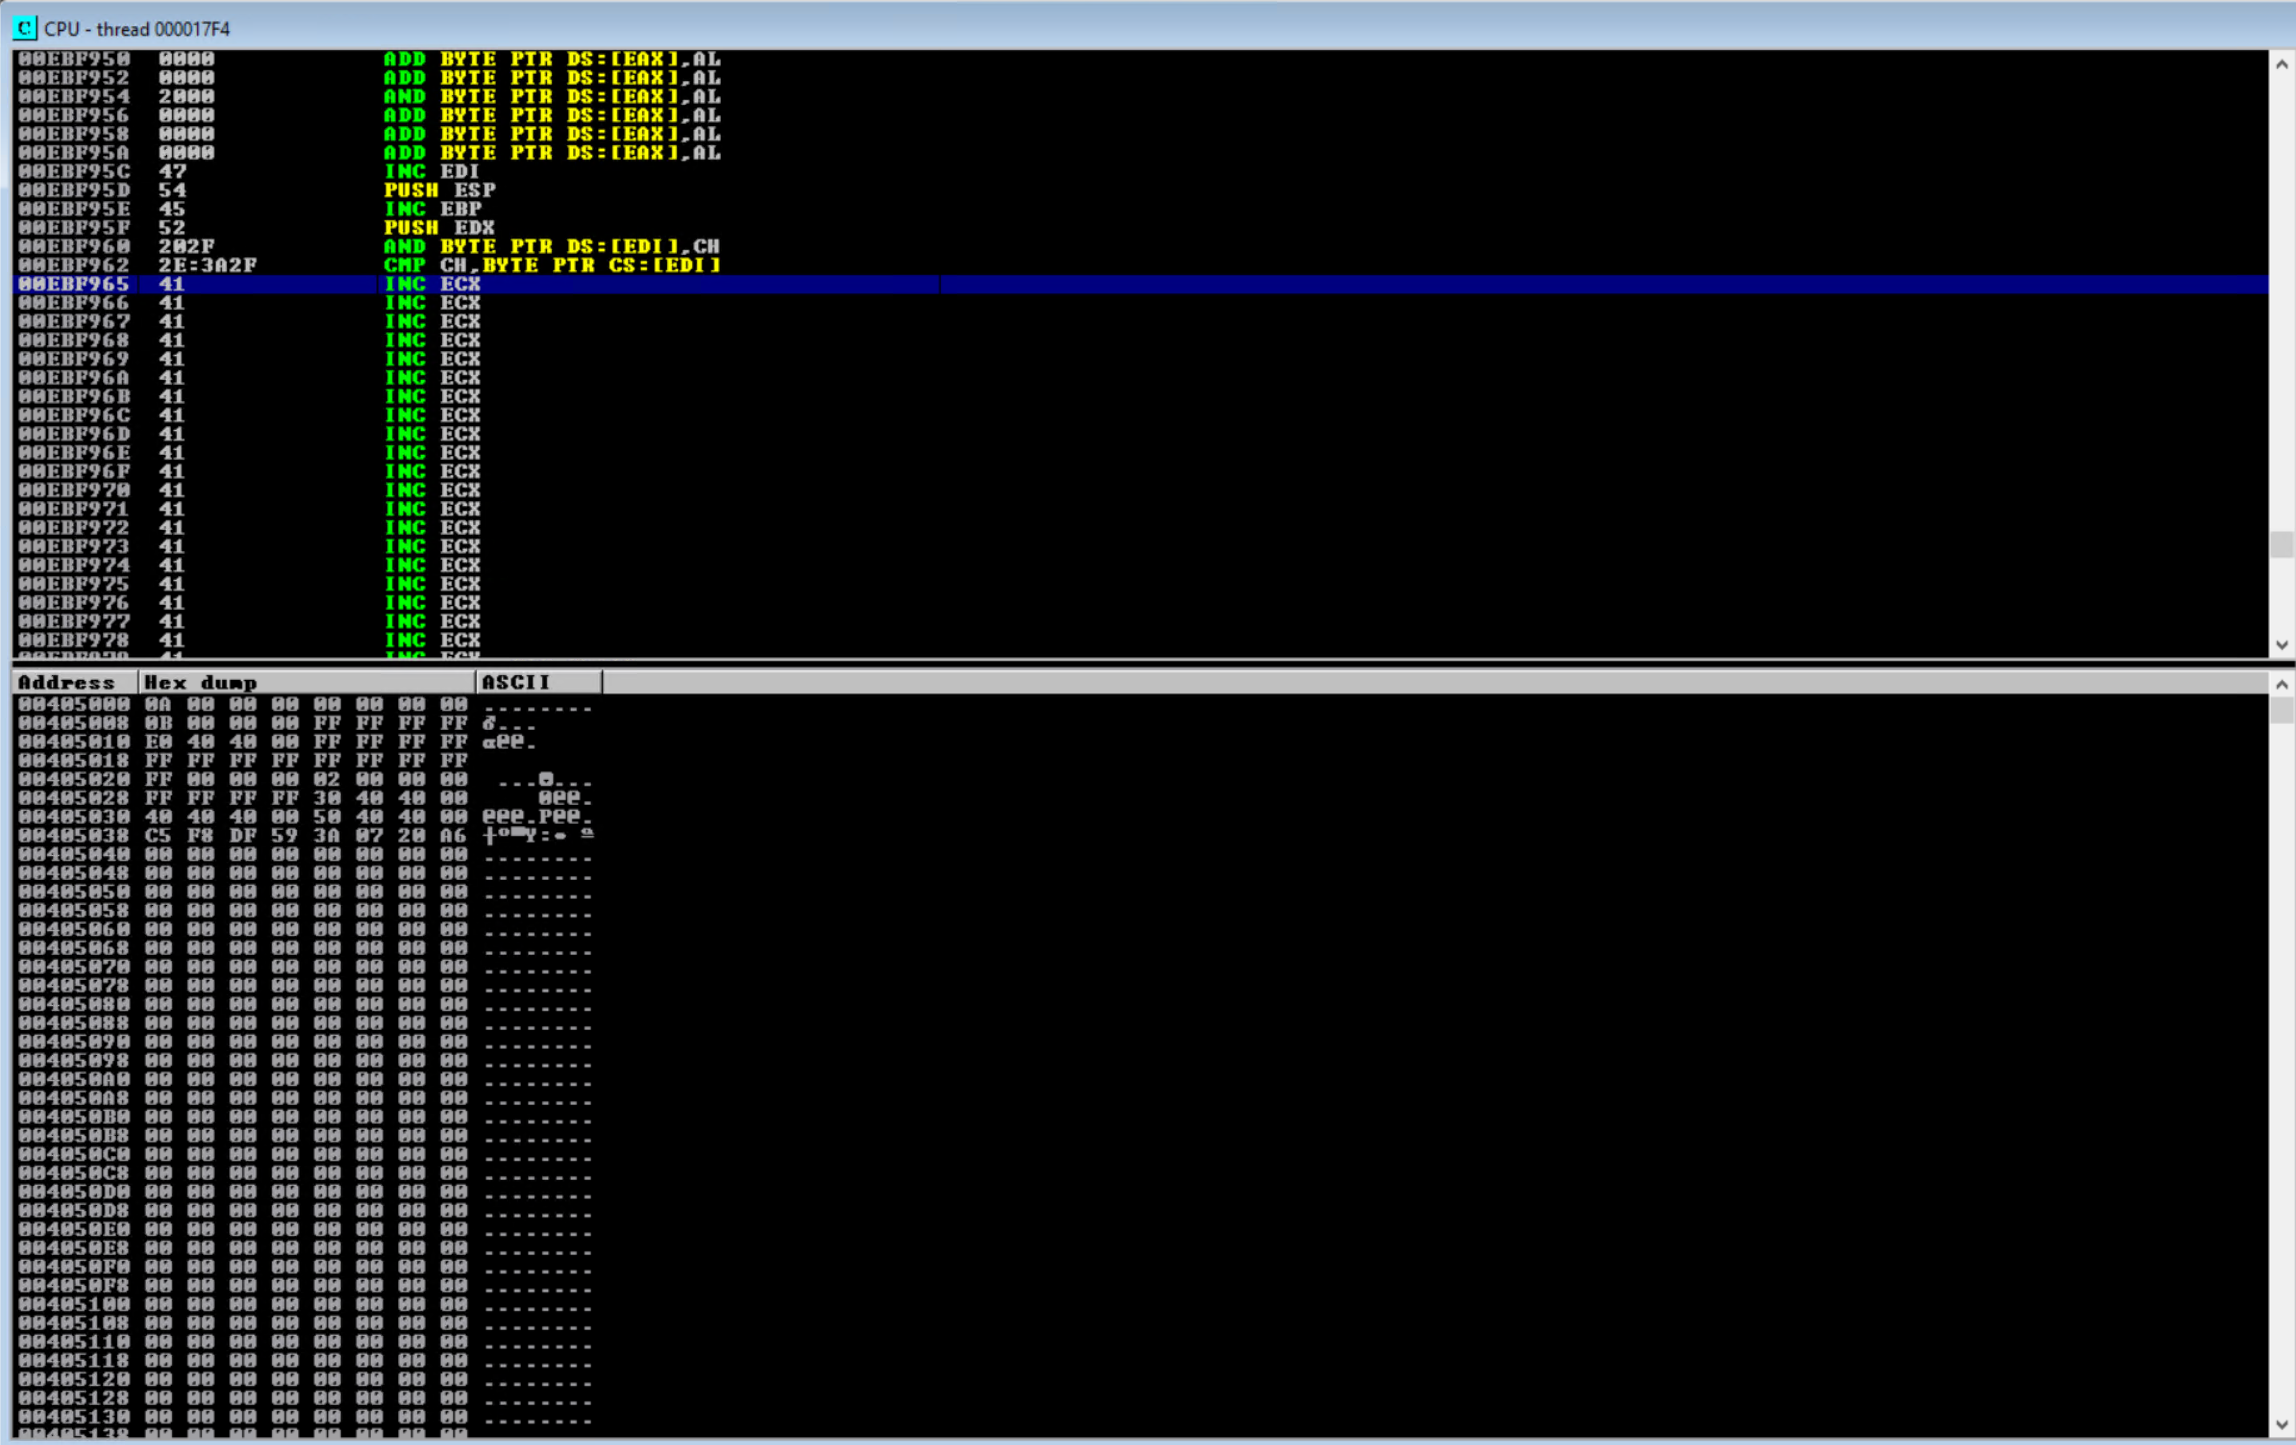 C CPU - thread 000017F4
00EBF950 0000 ADD BYTE PTR DS:[EAX],AL
00EBF952 0000 ADD BYTE PTR DS:[EAX],AL
00EBF954 2000 AND BYTE PTR DS:[EAX],AL
00EBF956 0000 ADD BYTE PTR DS:[EAX],AL
00EBF958 0000 ADD BYTE PTR DS:[EAX],AL
00EBF95A 0000 ADD BYTE PTR DS:[EAX],AL
00EBF95C 47 INC EDI
00EBF95D 54 PUSH ESP
00EBF95E 45 INC EBP
00EBF95F 52 PUSH EDX
00EBF960 202F AND BYTE PTR DS:[EDI],CH
00EBF962 2E:3A2F CMP CH,BYTE PTR CS:[EDI]
00EBF965 41 INC ECX
00EBF966 41 INC ECX
00EBF967 41 INC ECX
00EBF968 41 INC ECX
00EBF969 41 INC ECX
00EBF96A 41 INC ECX
00EBF96B 41 INC ECX
00EBF96C 41 INC ECX
00EBF96D 41 INC ECX
00EBF96E 41 INC ECX
00EBF96F 41 INC ECX
00EBF970 41 INC ECX
00EBF971 41 INC ECX
00EBF972 41 INC ECX
00EBF973 41 INC ECX
00EBF974 41 INC ECX
00EBF975 41 INC ECX
00EBF976 41 INC ECX
00EBF977 41 INC ECX
00EBF978 41 INC ECX
Address Hex dump ASCII
00405000 0A 00 00 00 00 00 00 00 ........
00405008 0B 00 00 00 FF FF FF FF ♂...
00405010 E0 40 40 00 FF FF FF FF α@@.
00405018 FF FF FF FF FF FF FF FF
00405020 FF 00 00 00 02 00 00 00 ...☻...
00405028 FF FF FF FF 30 40 40 00 0@@.
00405030 40 40 40 00 50 40 40 00 @@@.P@@.
00405038 C5 F8 DF 59 3A 07 20 A6 ┼°▀Y:• ª
00405040 00 00 00 00 00 00 00 00 ........
00405048 00 00 00 00 00 00 00 00 ........
00405050 00 00 00 00 00 00 00 00 ........
00405058 00 00 00 00 00 00 00 00 ........
00405060 00 00 00 00 00 00 00 00 ........
00405068 00 00 00 00 00 00 00 00 ........
00405070 00 00 00 00 00 00 00 00 ........
00405078 00 00 00 00 00 00 00 00 ........
00405080 00 00 00 00 00 00 00 00 ........
00405088 00 00 00 00 00 00 00 00 ........
00405090 00 00 00 00 00 00 00 00 ........
00405098 00 00 00 00 00 00 00 00 ........
004050A0 00 00 00 00 00 00 00 00 ........
004050A8 00 00 00 00 00 00 00 00 ........
004050B0 00 00 00 00 00 00 00 00 ........
004050B8 00 00 00 00 00 00 00 00 ........
004050C0 00 00 00 00 00 00 00 00 ........
004050C8 00 00 00 00 00 00 00 00 ........
004050D0 00 00 00 00 00 00 00 00 ........
004050D8 00 00 00 00 00 00 00 00 ........
004050E0 00 00 00 00 00 00 00 00 ........
004050E8 00 00 00 00 00 00 00 00 ........
004050F0 00 00 00 00 00 00 00 00 ........
004050F8 00 00 00 00 00 00 00 00 ........
00405100 00 00 00 00 00 00 00 00 ........
00405108 00 00 00 00 00 00 00 00 ........
00405110 00 00 00 00 00 00 00 00 ........
00405118 00 00 00 00 00 00 00 00 ........
00405120 00 00 00 00 00 00 00 00 ........
00405128 00 00 00 00 00 00 00 00 ........
00405130 00 00 00 00 00 00 00 00 ........